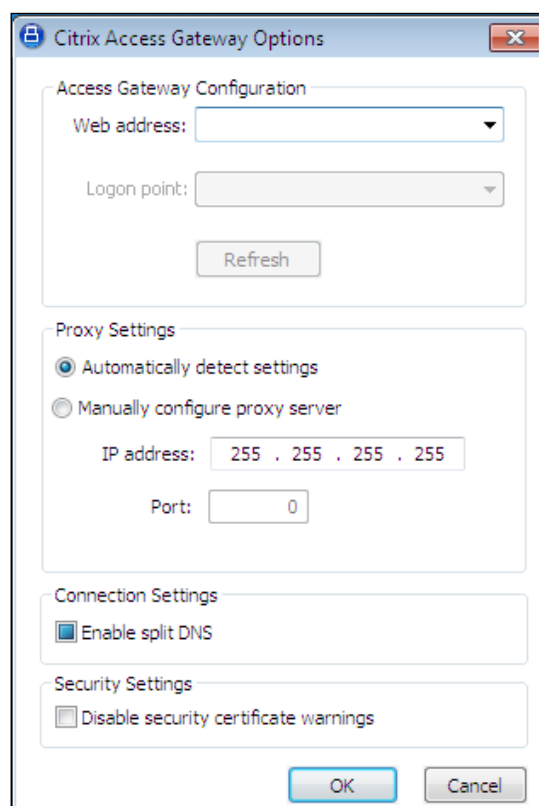 Citrix Access Gateway Options
Access Gateway Configuration
Web address:
Logon point:
Refresh
Proxy Settings
Automatically detect settings
Manually configure proxy server
IP address: 255 . 255 . 255 . 255
Port: 0
Connection Settings
Enable split DNS
Security Settings
Disable security certificate warnings
OK Cancel